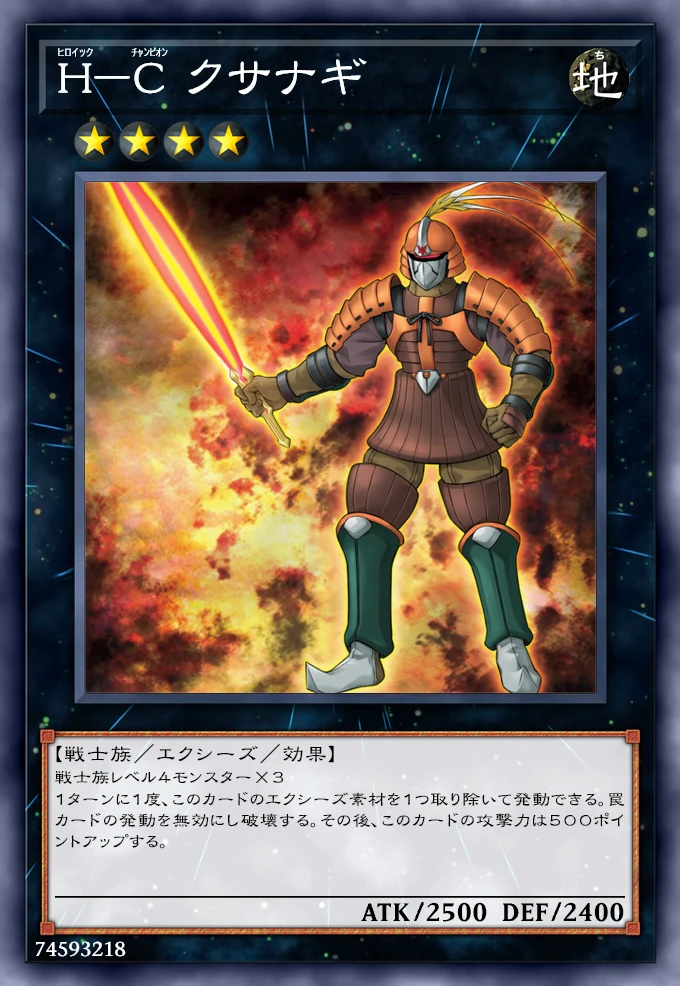 ヒロイック チャンピオン
H－C クサナギ
ち
地
【戦士族／エクシーズ／効果】
戦士族レベル４モンスター×３
１ターンに１度、このカードのエクシーズ素材を１つ取り除いて発動できる。罠
カードの発動を無効にし破壊する。その後、このカードの攻撃力は５００ポイ
ントアップする。
ATK/2500 DEF/2400
74593218